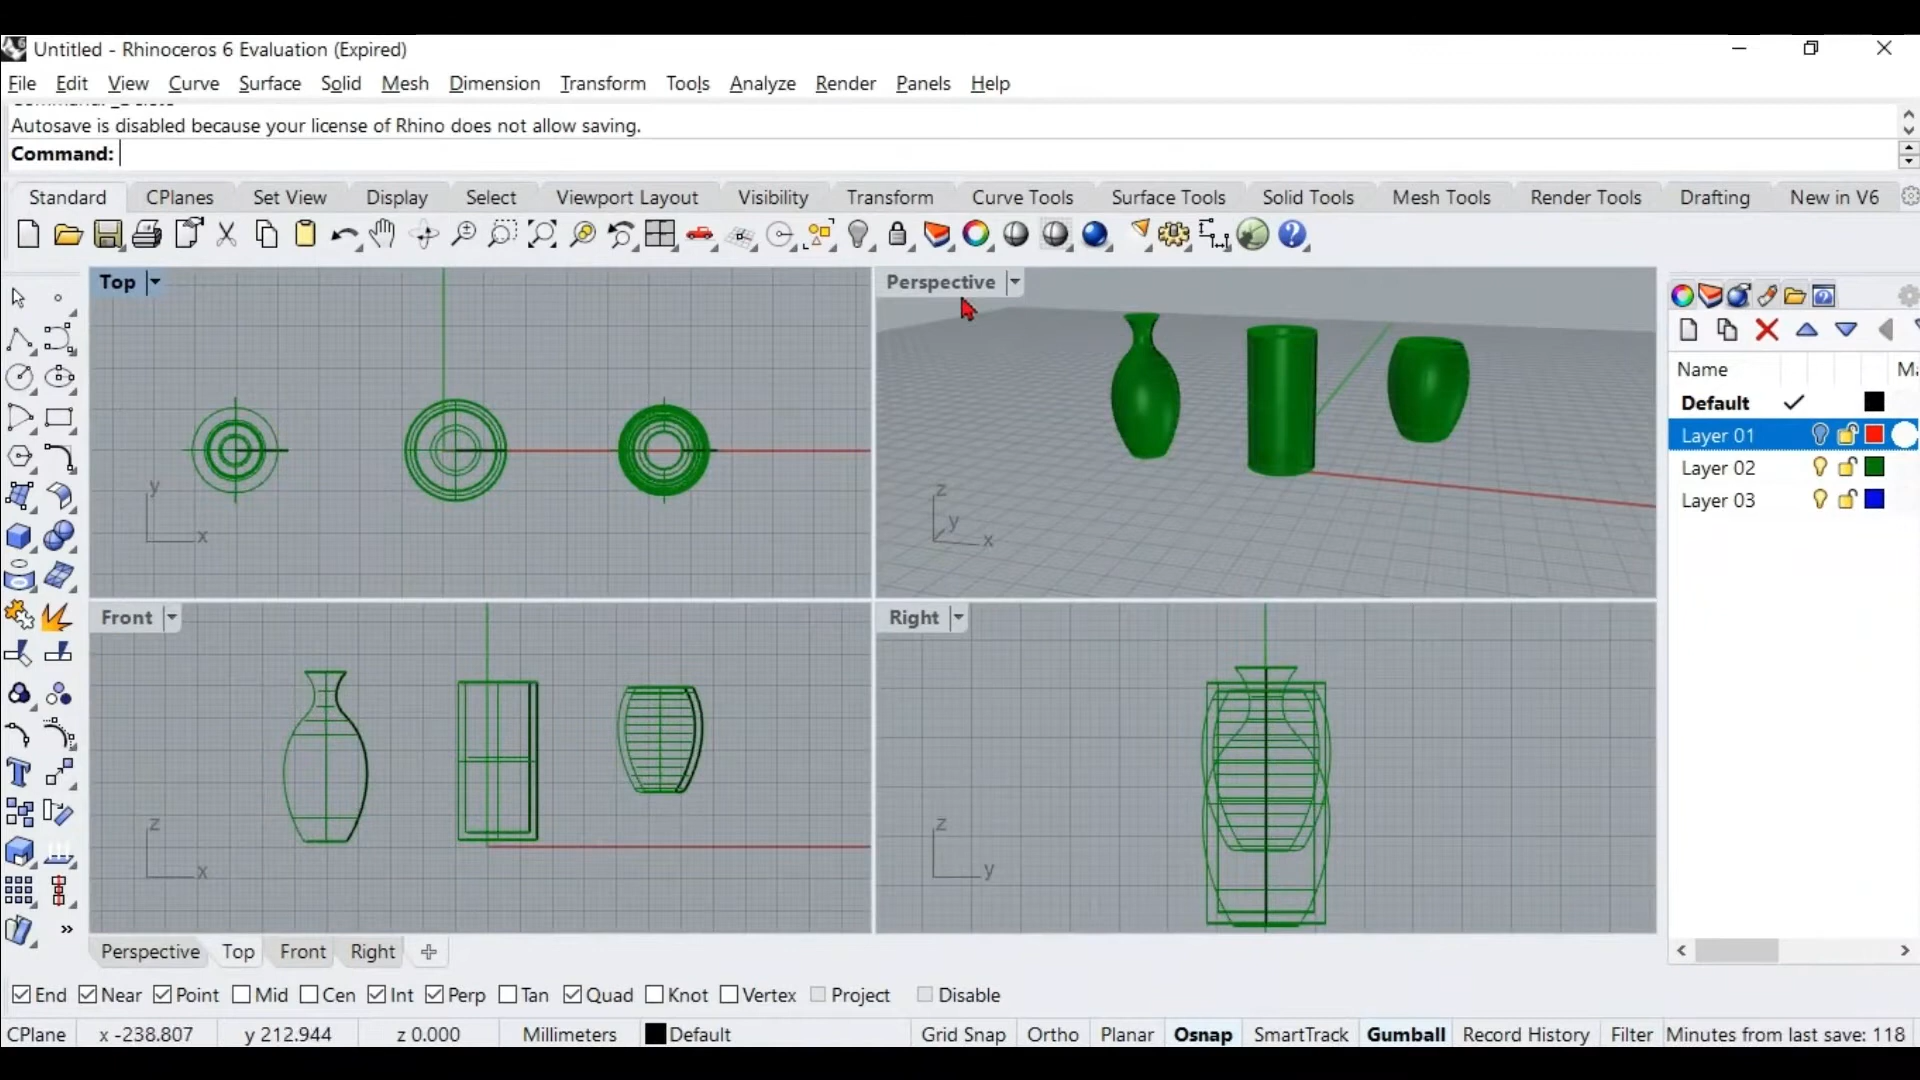 Untitled - Rhinoceros 6 Evaluation (Expired)
File Edit View Curve Surface Solid Mesh Dimension Transform Tools Analyze Render Panels Help
Autosave is disabled because your license of Rhino does not allow saving.
Command:
Standard CPlanes Set View Display Select Viewport Layout Visibility Transform Curve Tools Surface Tools Solid Tools Mesh Tools Render Tools Drafting New in V6
Top
y
x
Perspective
z
y
x
Front
z
x
Right
z
y
Name
Default
Layer 01
Layer 02
Layer 03
Perspective Top Front Right
End Near Point Mid Cen Int Perp Tan Quad Knot Vertex Project Disable
CPlane x -238.807 y 212.944 z 0.000 Millimeters Default Grid Snap Ortho Planar Osnap SmartTrack Gumball Record History Filter Minutes from last save: 118